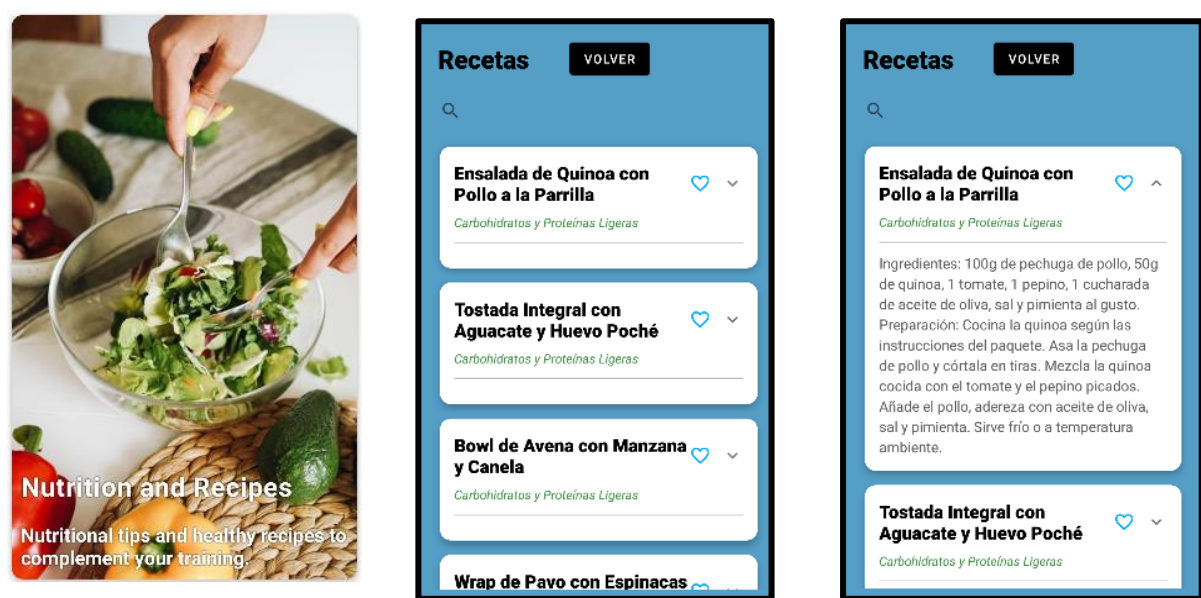 Nutrition and Recipes
Nutritional tips and healthy recipes to
complement your training.
Recetas
VOLVER
Ensalada de Quinoa con
Pollo a la Parrilla
Carbohidratos y Proteínas Ligeras
Tostada Integral con
Aguacate y Huevo Poché
Carbohidratos y Proteínas Ligeras
Bowl de Avena con Manzana
y Canela
Carbohidratos y Proteínas Ligeras
Wrap de Pavo con Espinacas
Recetas
VOLVER
Ensalada de Quinoa con
Pollo a la Parrilla
Carbohidratos y Proteínas Ligeras
Ingredientes: 100g de pechuga de pollo, 50g
de quinoa, 1 tomate, 1 pepino, 1 cucharada
de aceite de oliva, sal y pimienta al gusto.
Preparación: Cocina la quinoa según las
instrucciones del paquete. Asa la pechuga
de pollo y córtala en tiras. Mezcla la quinoa
cocida con el tomate y el pepino picados.
Añade el pollo, adereza con aceite de oliva,
sal y pimienta. Sirve frío o a temperatura
ambiente.
Tostada Integral con
Aguacate y Huevo Poché
Carbohidratos y Proteínas Ligeras